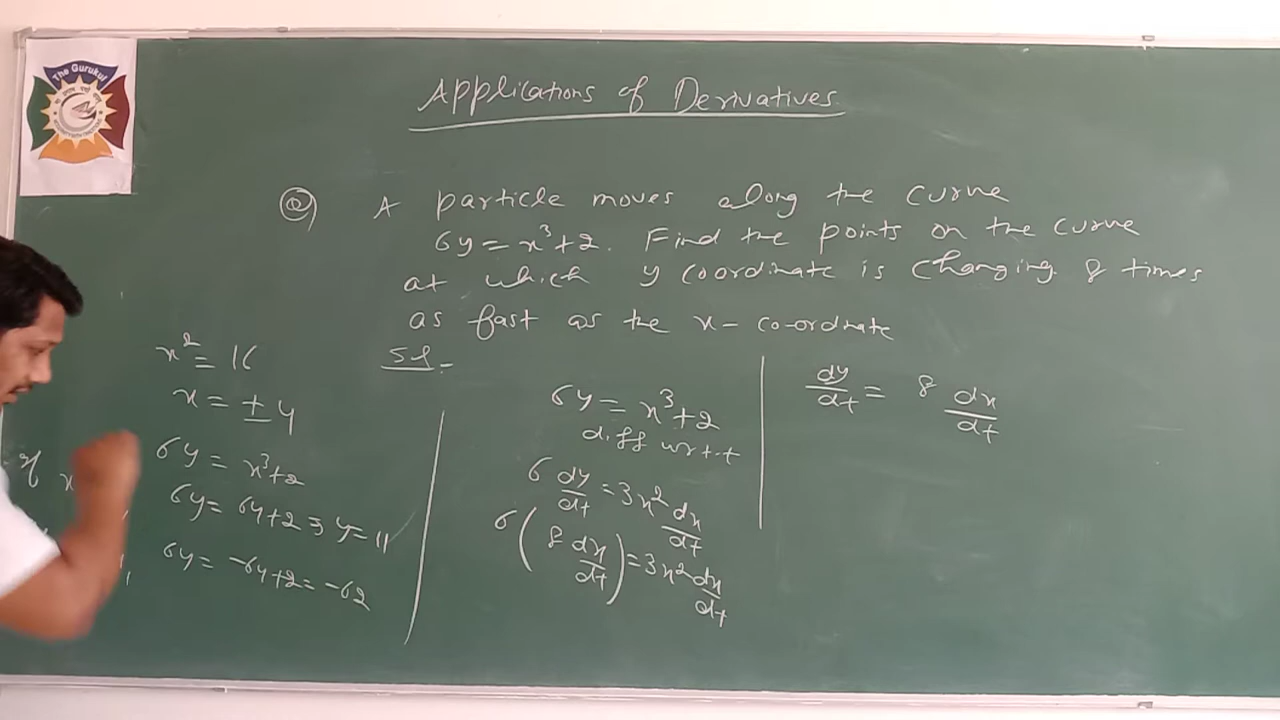 The Gurukul
Applications of Derivatives
Q) A particle moves along the curve
6y = x³+2. Find the points on the curve
at which y coordinate is changing 8 times
as fast as the x- co-ordinate
Sol-
x² = 16
x = ± 4
6y = x³+2
6y = 64+2 ⇒ y = 11
6y = -64+2 = -62
If x
6y = x³+2
diff w.r.t. t
6 dy/dt = 3x² dx/dt
6 (8 dx/dt) = 3x² dx/dt
dy/dt = 8 dx/dt